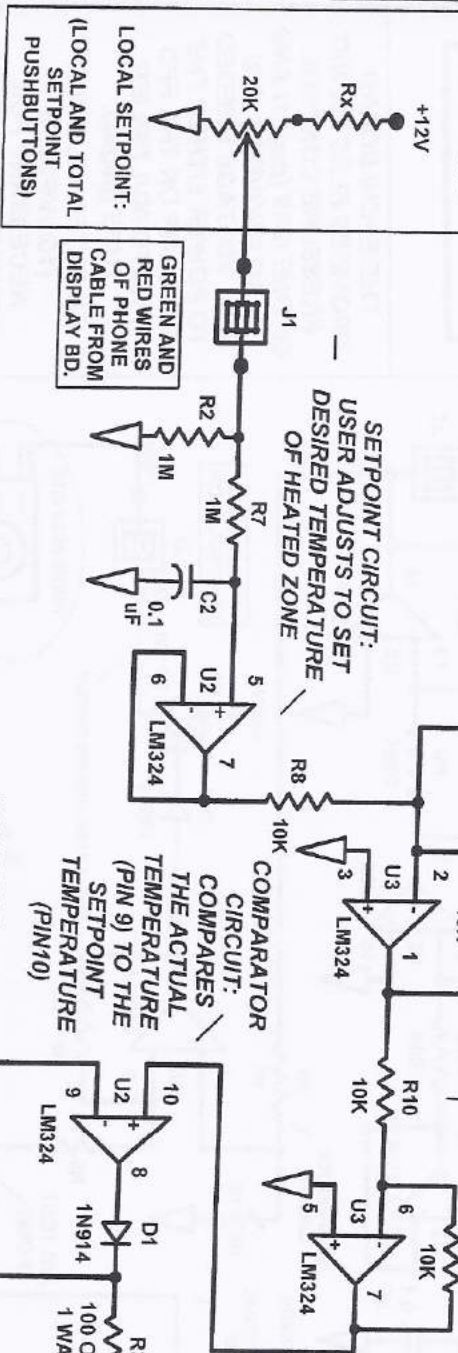 +12V
Rx
20K
LOCAL SETPOINT:
(LOCAL AND TOTAL
SETPOINT
PUSHBUTTONS)
J1
GREEN AND
RED WIRES
OF PHONE
CABLE FROM
DISPLAY BD.
SETPOINT CIRCUIT:
USER ADJUSTS TO SET
DESIRED TEMPERATURE
OF HEATED ZONE
R2
1M
R7
1M
C2
0.1
uF
5
U2
6
7
LM324
R8
10K
2
U3
3
1
LM324
R10
10K
10K
6
U3
5
7
LM324
COMPARATOR
CIRCUIT:
COMPARES
THE ACTUAL
TEMPERATURE
(PIN 9) TO THE
SETPOINT
TEMPERATURE
(PIN10)
10
U2
9
8
LM324
D1
1N914
100
1